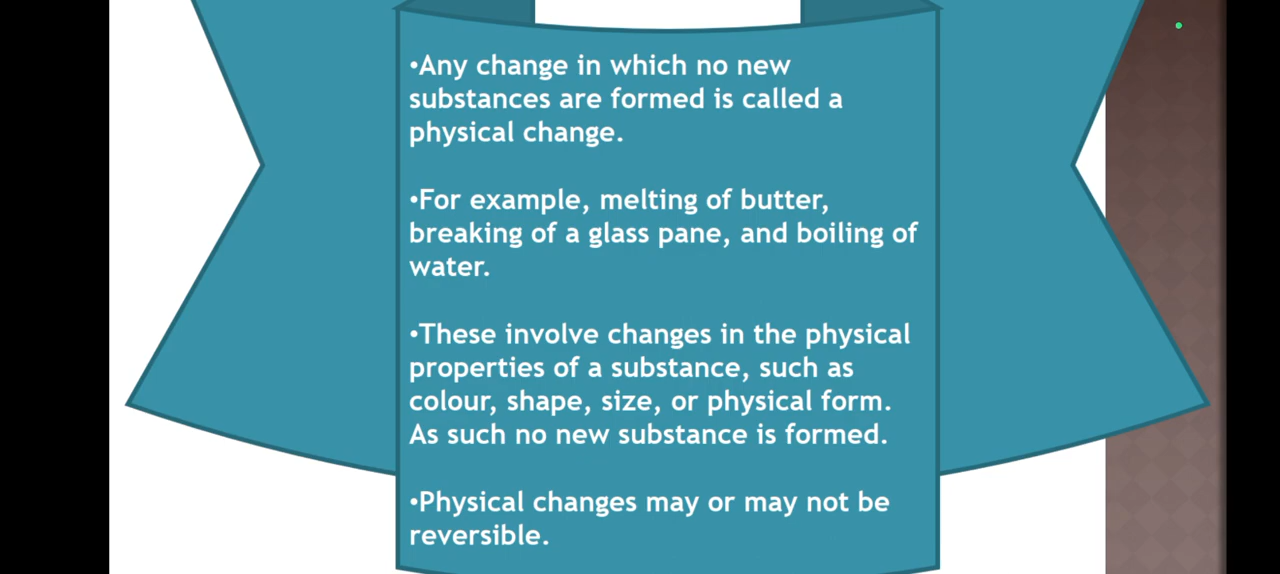 •Any change in which no new
substances are formed is called a
physical change.
•For example, melting of butter,
breaking of a glass pane, and boiling of
water.
•These involve changes in the physical
properties of a substance, such as
colour, shape, size, or physical form.
As such no new substance is formed.
•Physical changes may or may not be
reversible.